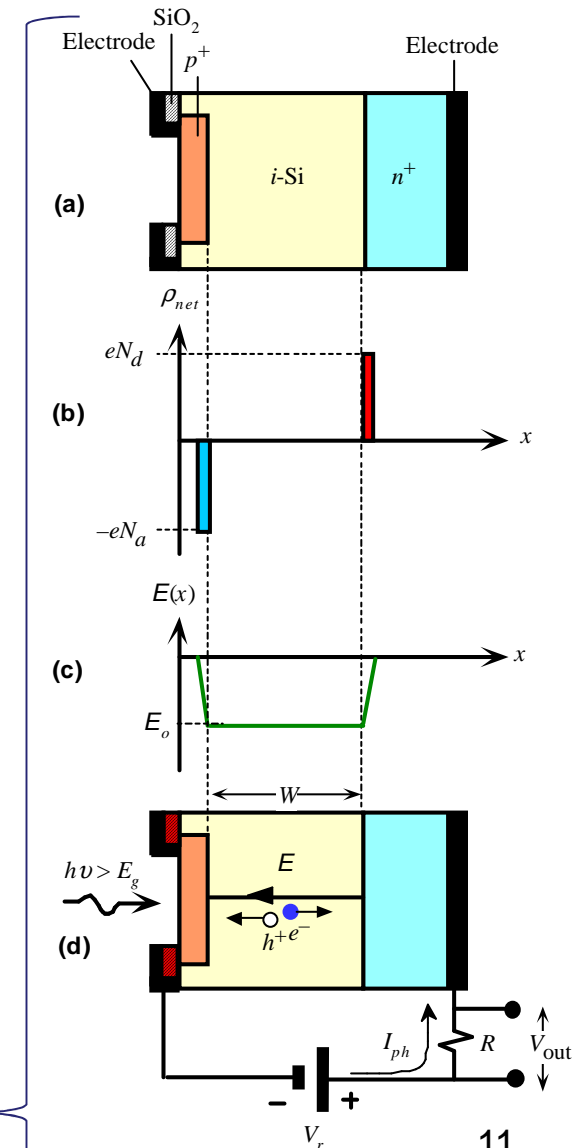 SiO₂
Electrode
p⁺
Electrode
i-Si
n⁺
(a)
ρnet
eNd
(b)
x
–eNa
E(x)
x
(c)
Eo
W
hυ > Eg
E
h⁺
e⁻
(d)
Iph
R
Vout
- +
Vr
11